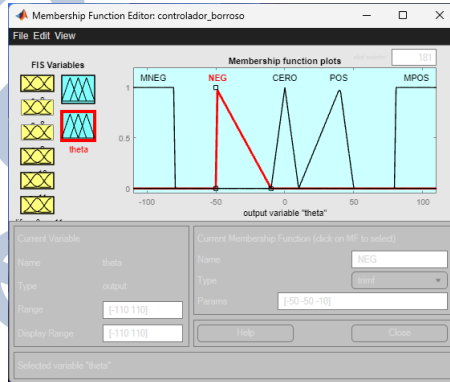 Membership Function Editor: controlador_borroso
File Edit View
FIS Variables
Membership function plots
181
MNEG NEG CERO POS MPOS
1
0.5
0
-100 -50 0 50 100
output variable "theta"
theta
Current Variable
Name theta
Type output
Range [-110 110]
Display Range [-110 110]
Current Membership Function (click on MF to select)
Name NEG
Type trimf
Params [-50 -50 -10]
Help Close
Selected variable "theta"